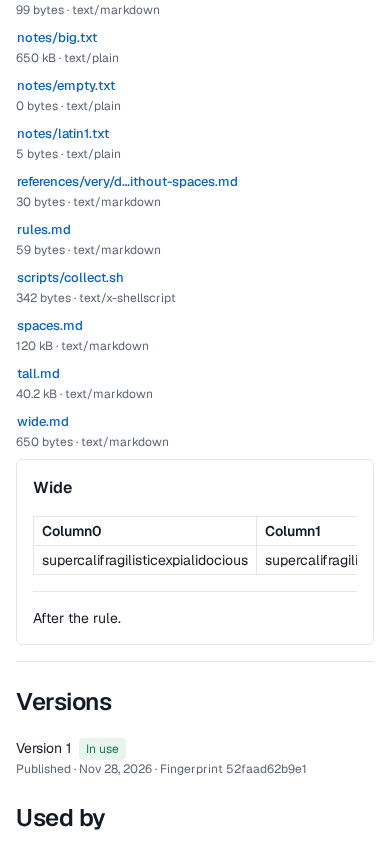 99 bytes · text/markdown
notes/big.txt
650 kB · text/plain
notes/empty.txt
0 bytes · text/plain
notes/latin1.txt
5 bytes · text/plain
references/very/d...ithout-spaces.md
30 bytes · text/markdown
rules.md
59 bytes · text/markdown
scripts/collect.sh
342 bytes · text/x-shellscript
spaces.md
120 kB · text/markdown
tall.md
40.2 kB · text/markdown
wide.md
650 bytes · text/markdown
Wide
Column0 Column1
supercalifragilisticexpialidocious supercalifragili
After the rule.
Versions
Version 1 In use
Published · Nov 28, 2026 · Fingerprint 52faad62b9e1
Used by